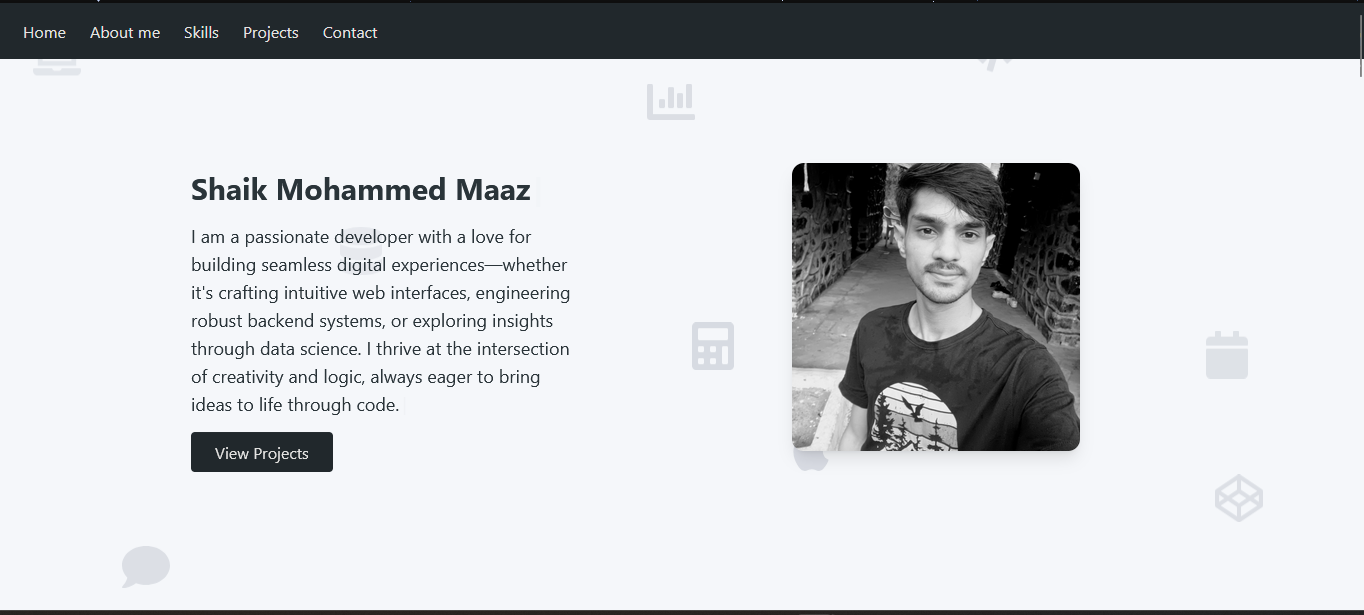 Home About me Skills Projects Contact
Shaik Mohammed Maaz
I am a passionate developer with a love for
building seamless digital experiences—whether
it's crafting intuitive web interfaces, engineering
robust backend systems, or exploring insights
through data science. I thrive at the intersection
of creativity and logic, always eager to bring
ideas to life through code.
View Projects